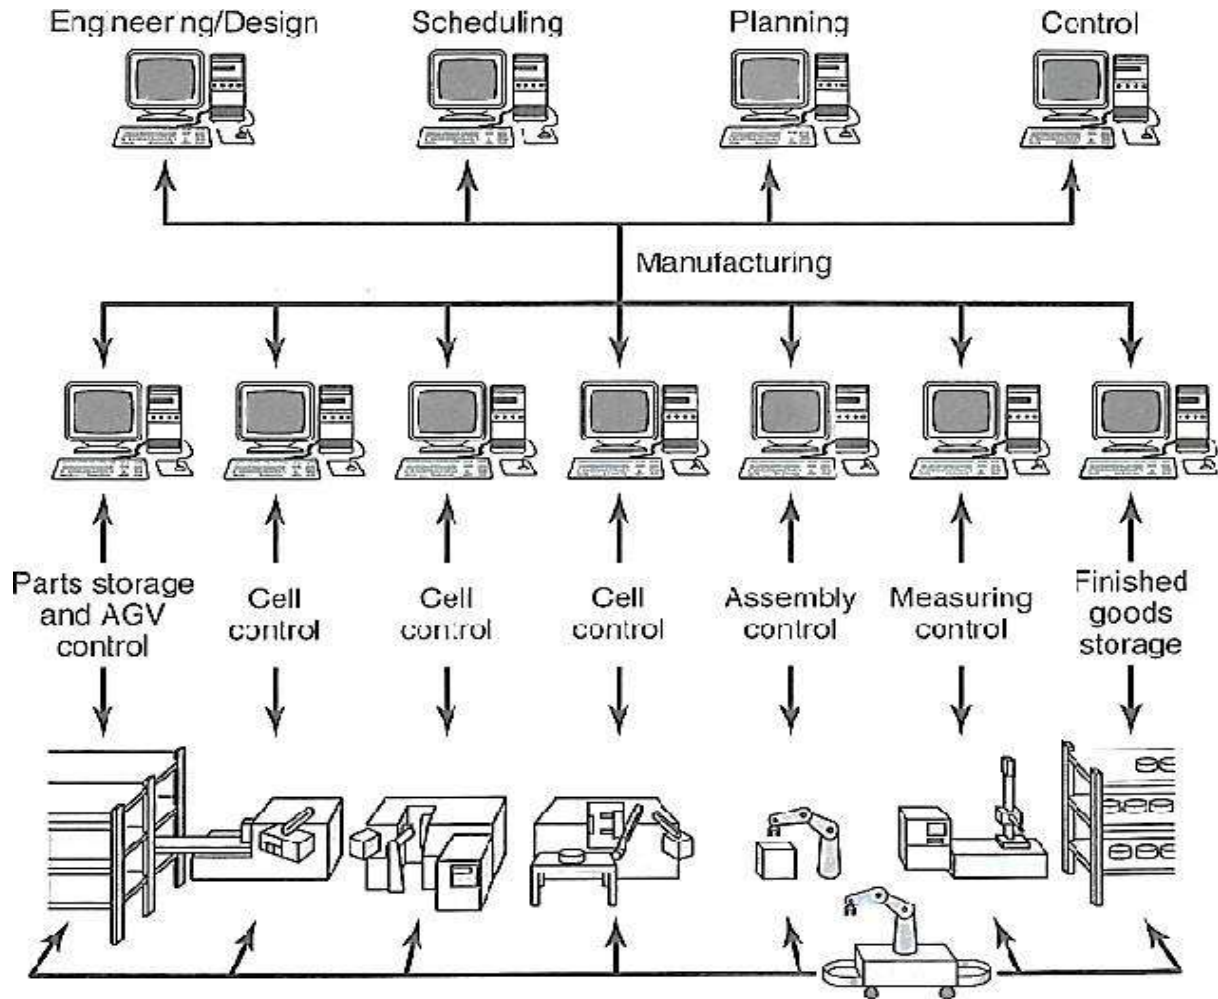 Engineering/Design
Scheduling
Planning
Control
Manufacturing
Parts storage
and AGV
control
Cell
control
Cell
control
Cell
control
Assembly
control
Measuring
control
Finished
goods
storage